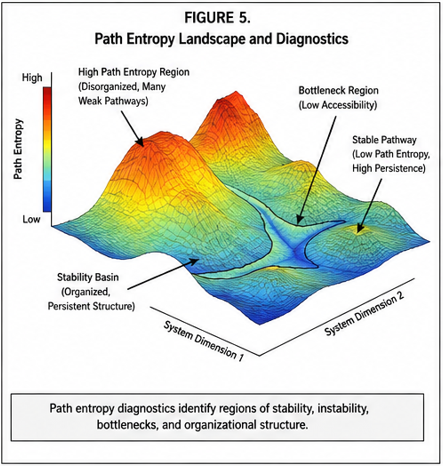 FIGURE 5.
Path Entropy Landscape and Diagnostics
High
Path Entropy
Low
High Path Entropy Region
(Disorganized, Many
Weak Pathways)
Bottleneck Region
(Low Accessibility)
Stable Pathway
(Low Path Entropy,
High Persistence)
Stability Basin
(Organized,
Persistent Structure)
System Dimension 1
System Dimension 2
Path entropy diagnostics identify regions of stability, instability,
bottlenecks, and organizational structure.